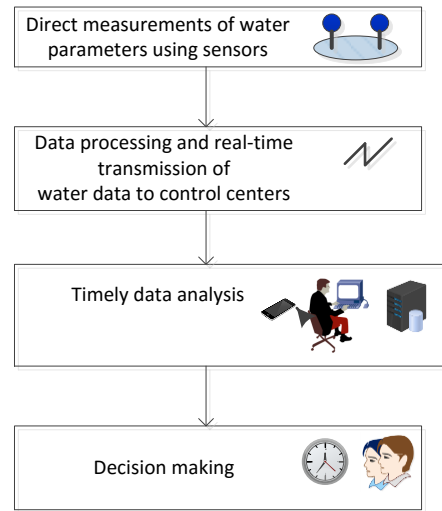 Direct measurements of water
parameters using sensors
Data processing and real-time
transmission of
water data to control centers
Timely data analysis
Decision making